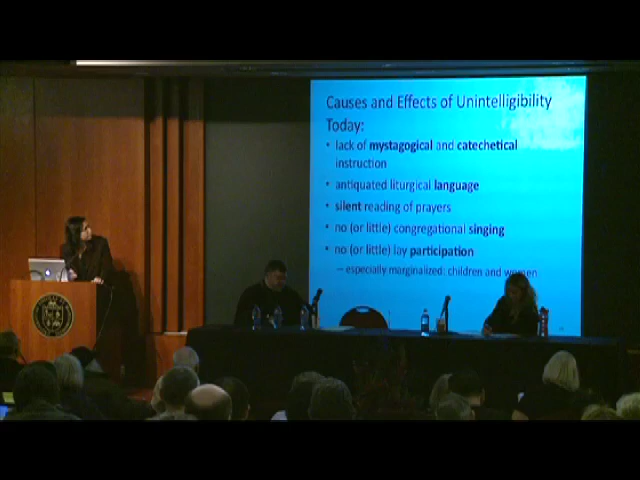 Causes and Effects of Unintelligibility
Today:
• lack of mystagogical and catechetical
instruction
• antiquated liturgical language
• silent reading of prayers
• no (or little) congregational singing
• no (or little) lay participation
– especially marginalized: children and women